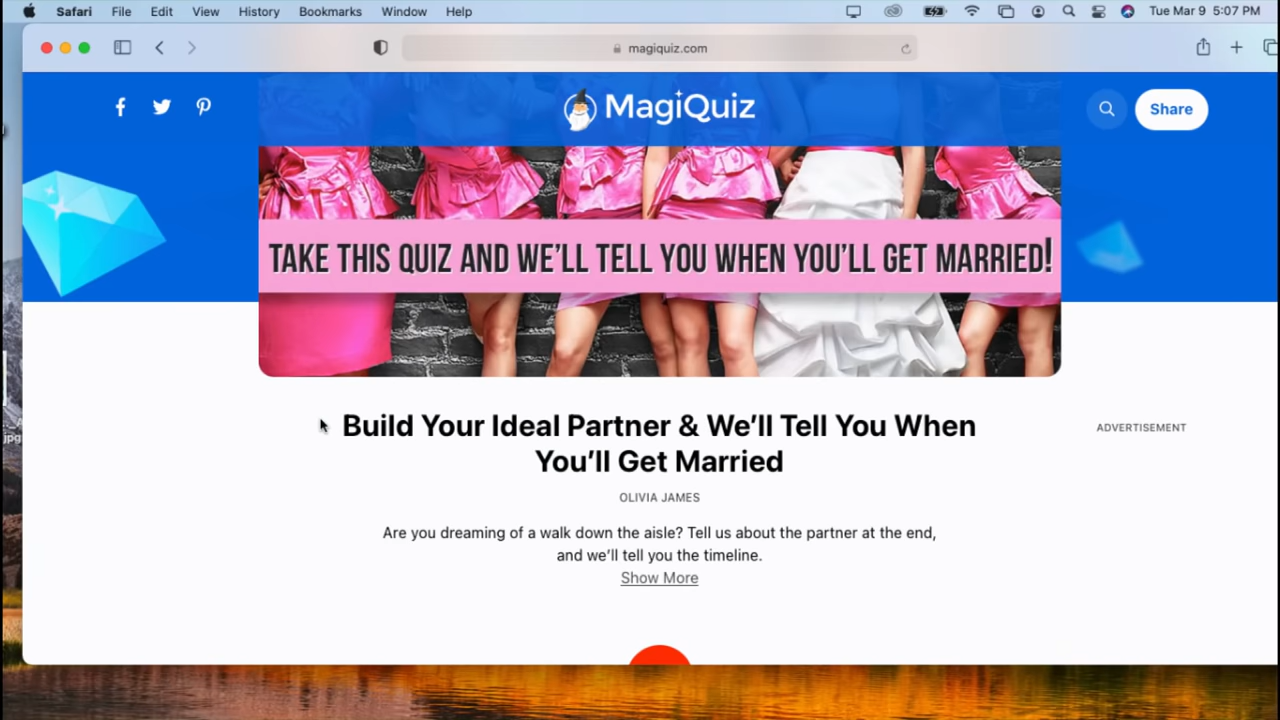 Safari File Edit View History Bookmarks Window Help Tue Mar 9 5:07 PM
magiquiz.com
MagiQuiz
Share
TAKE THIS QUIZ AND WE'LL TELL YOU WHEN YOU'LL GET MARRIED!
Build Your Ideal Partner & We'll Tell You When
You'll Get Married
ADVERTISEMENT
OLIVIA JAMES
Are you dreaming of a walk down the aisle? Tell us about the partner at the end,
and we'll tell you the timeline.
Show More